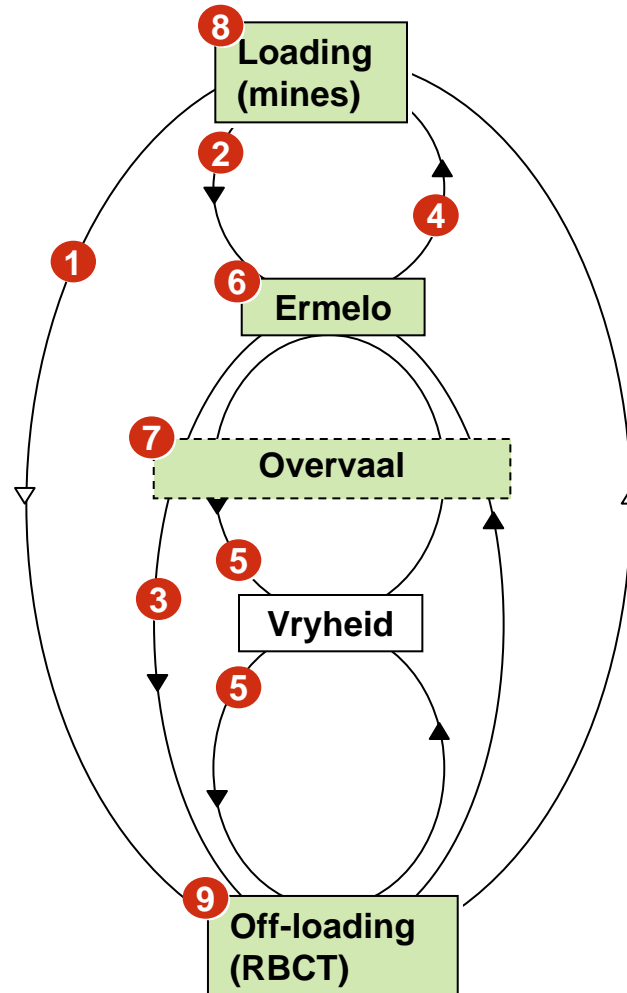 8
Loading
(mines)
2
4
1
6
Ermelo
7
Overvaal
5
3
Vryheid
5
9
Off-loading
(RBCT)